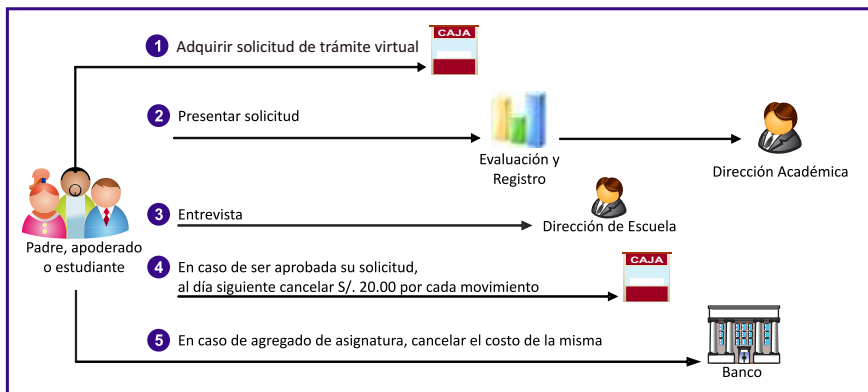 1 Adquirir solicitud de trámite virtual
CAJA
2 Presentar solicitud
Evaluación y
Registro
Dirección Académica
Padre, apoderado
o estudiante
3 Entrevista
Dirección de Escuela
4 En caso de ser aprobada su solicitud,
al día siguiente cancelar S/. 20.00 por cada movimiento
CAJA
5 En caso de agregado de asignatura, cancelar el costo de la misma
Banco